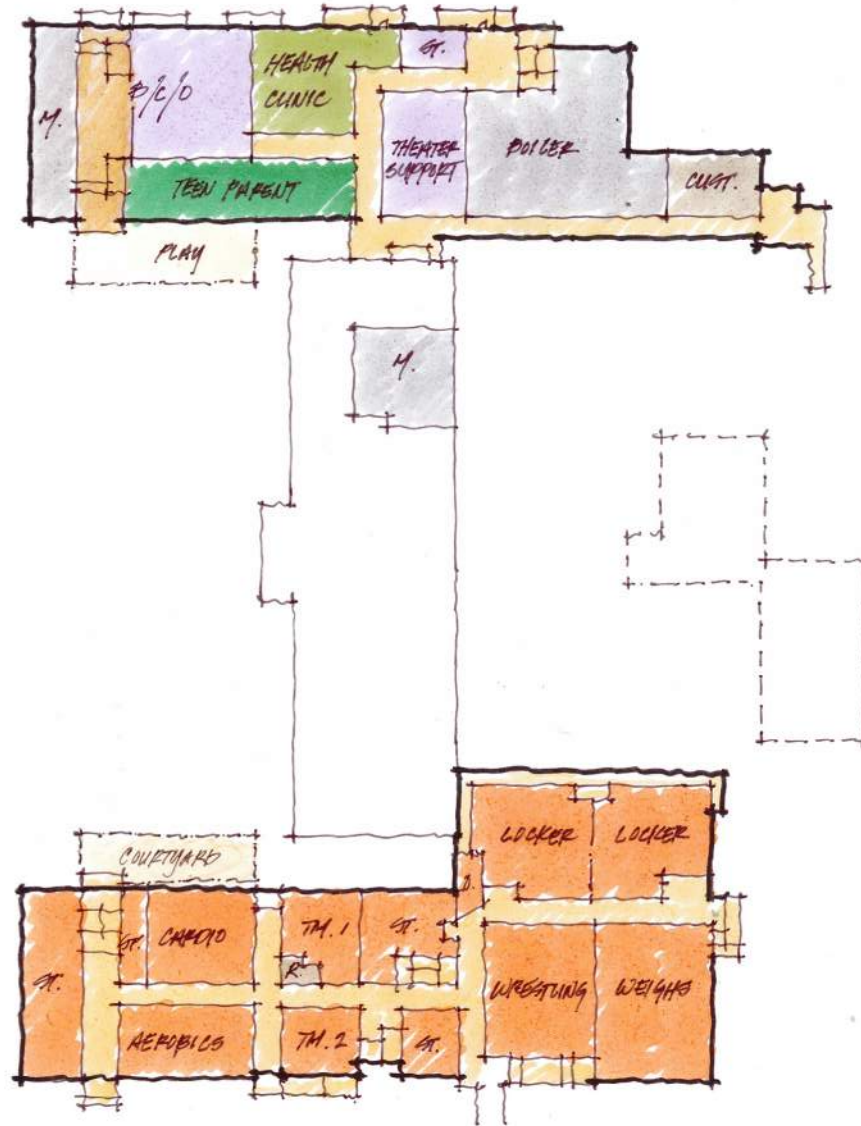 ST.
HEALTH
CLINIC
B/C/O
M.
THEATER
SUPPORT
BOILER
CUST.
TEEN PARENT
PLAY
M.
LOCKER
LOCKER
COURTYARD
D.
ST.
CARDIO
TM. 1
ST.
R.
ST.
WRESTLING
WEIGHTS
AEROBICS
TM. 2
ST.